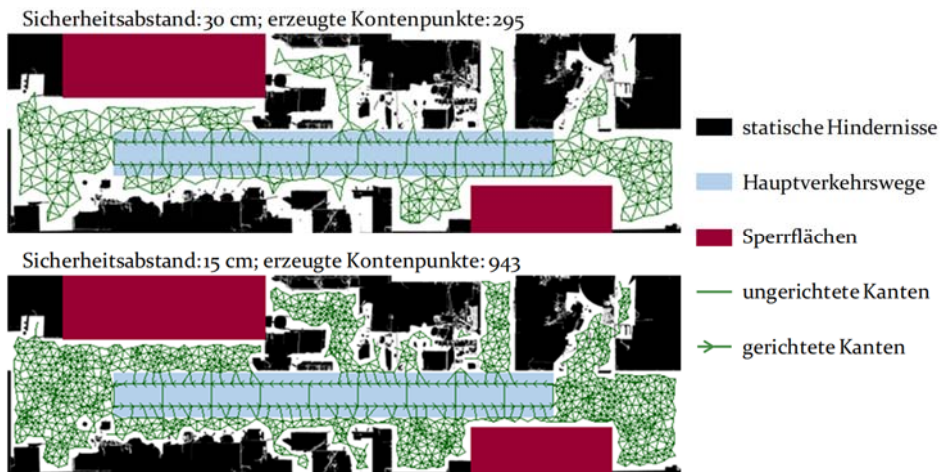 Sicherheitsabstand: 30 cm; erzeugte Kontenpunkte: 295
statische Hindernisse
Hauptverkehrswege
Sperrflächen
Sicherheitsabstand: 15 cm; erzeugte Kontenpunkte: 943
ungerichtete Kanten
gerichtete Kanten